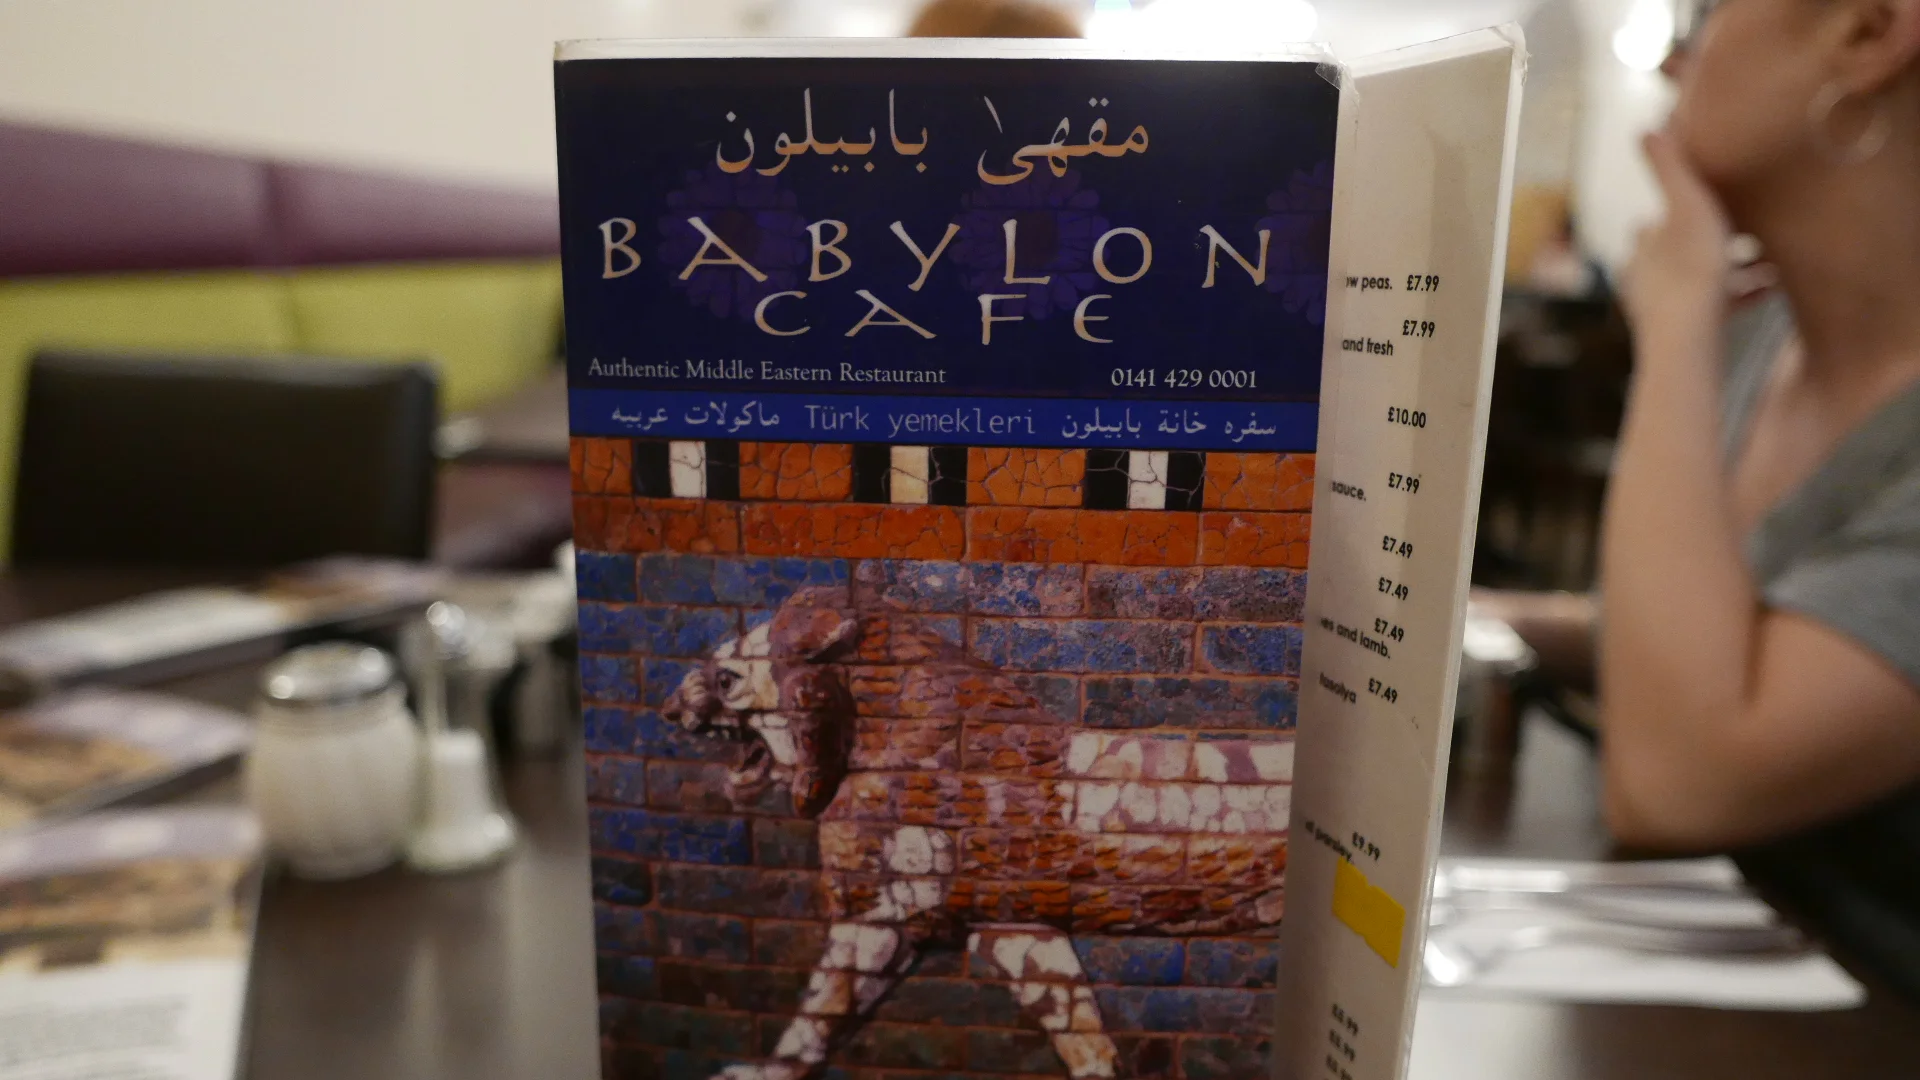 مقهىٰ بابيلون
BABYLON
CAFE
Authentic Middle Eastern Restaurant 0141 429 0001
سفره خانة بابيلون Türk yemekleri ماكولات عربيه
peas. £7.99
£7.99
and fresh
£10.00
£7.99
sauce.
£7.49
£7.49
£7.49
and lamb.
fasolya £7.49
£9.99
parsley